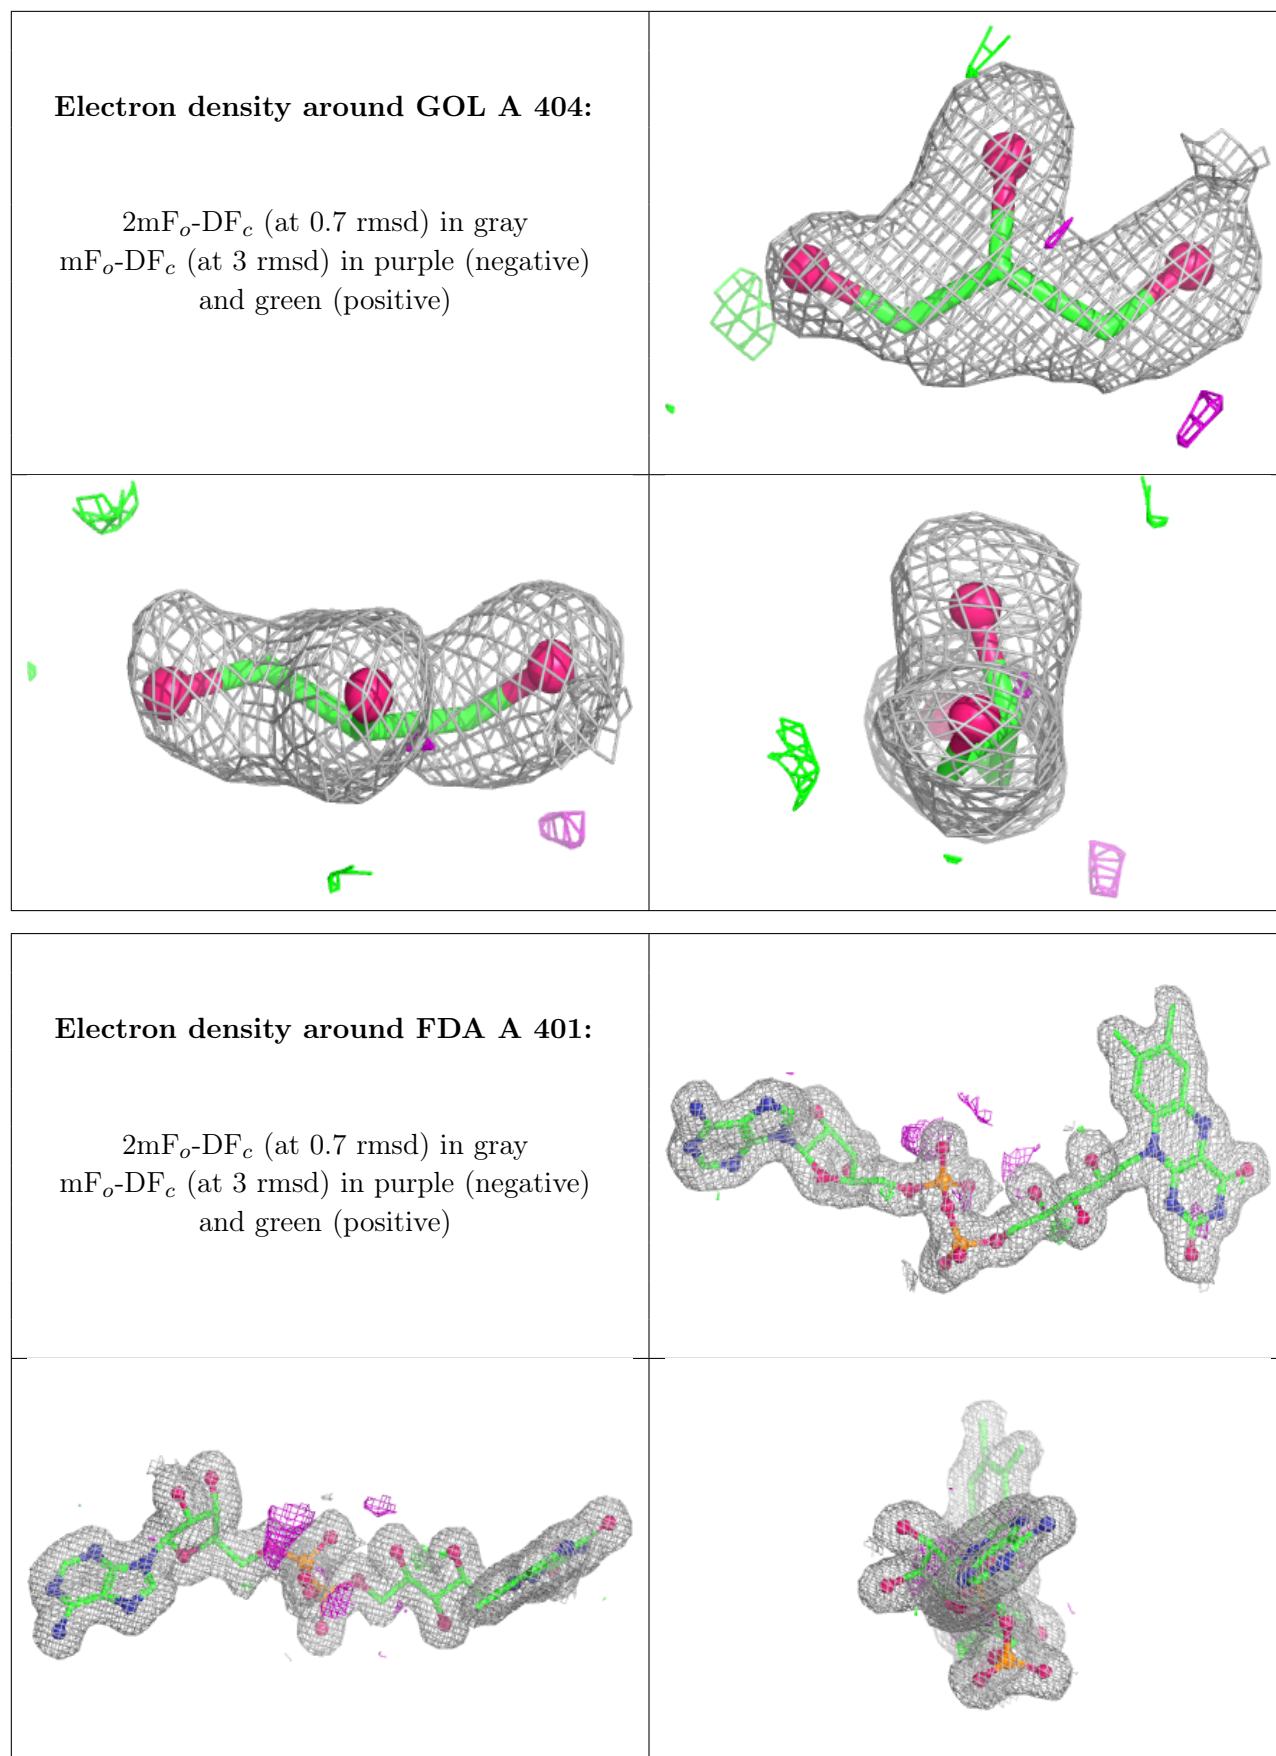 Electron density around GOL A 404:
2mFo-DFc (at 0.7 rmsd) in gray
mFo-DFc (at 3 rmsd) in purple (negative)
and green (positive)
Electron density around FDA A 401:
2mFo-DFc (at 0.7 rmsd) in gray
mFo-DFc (at 3 rmsd) in purple (negative)
and green (positive)